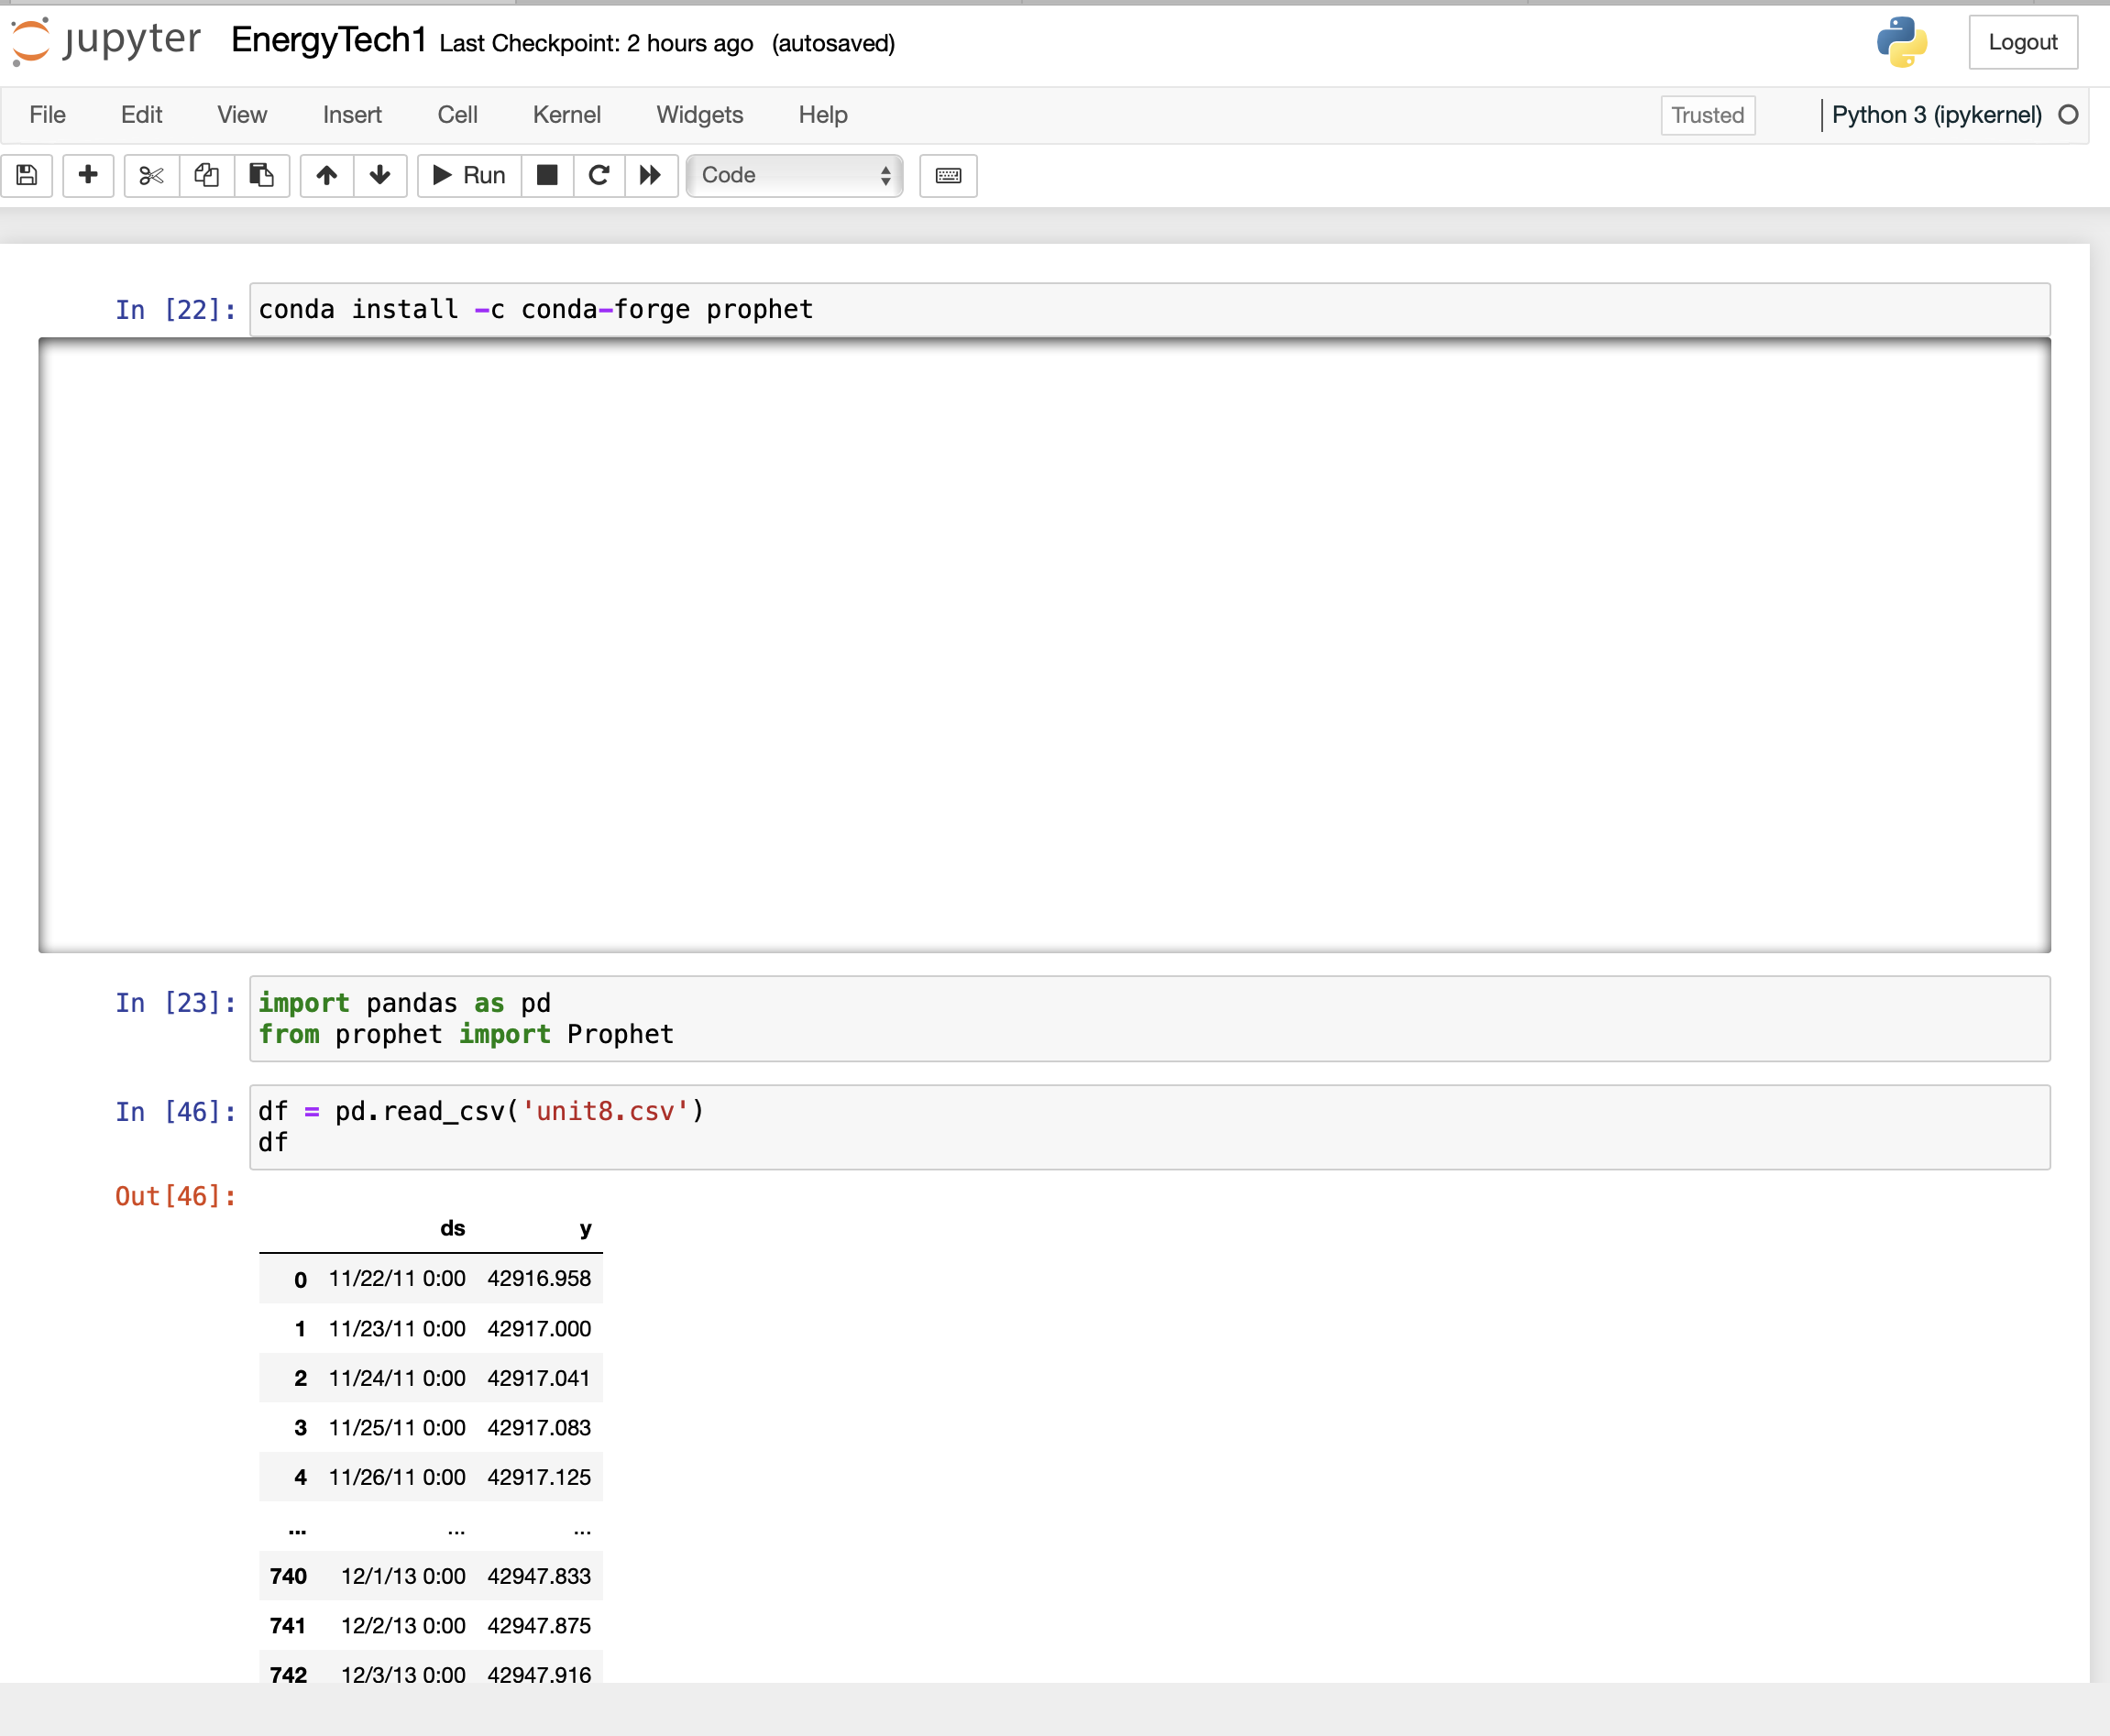 jupyter EnergyTech1 Last Checkpoint: 2 hours ago (autosaved) Logout
File Edit View Insert Cell Kernel Widgets Help Trusted Python 3 (ipykernel)
Run Code
In [22]: conda install -c conda-forge prophet
In [23]: import pandas as pd
from prophet import Prophet
In [46]: df = pd.read_csv('unit8.csv')
df
Out[46]:
ds y
0 11/22/11 0:00 42916.958
1 11/23/11 0:00 42917.000
2 11/24/11 0:00 42917.041
3 11/25/11 0:00 42917.083
4 11/26/11 0:00 42917.125
... ... ...
740 12/1/13 0:00 42947.833
741 12/2/13 0:00 42947.875
742 12/3/13 0:00 42947.916